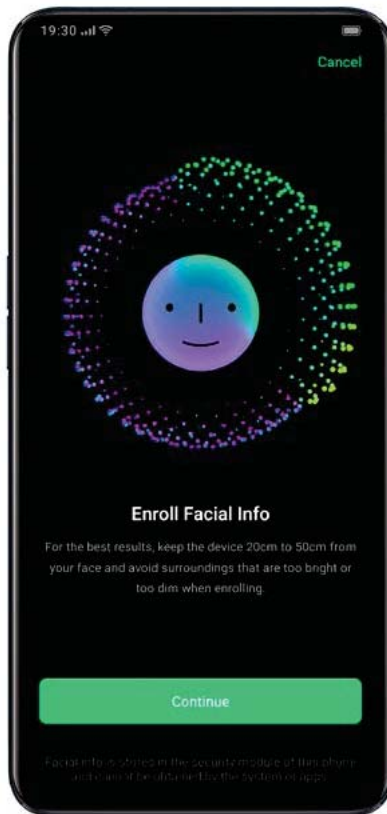 19:30
Cancel
Enroll Facial Info
For the best results, keep the device 20cm to 50cm from
your face and avoid surroundings that are too bright or
too dim when enrolling.
Continue
Facial info is stored in the security module of this phone
and cannot be obtained by the system or apps.